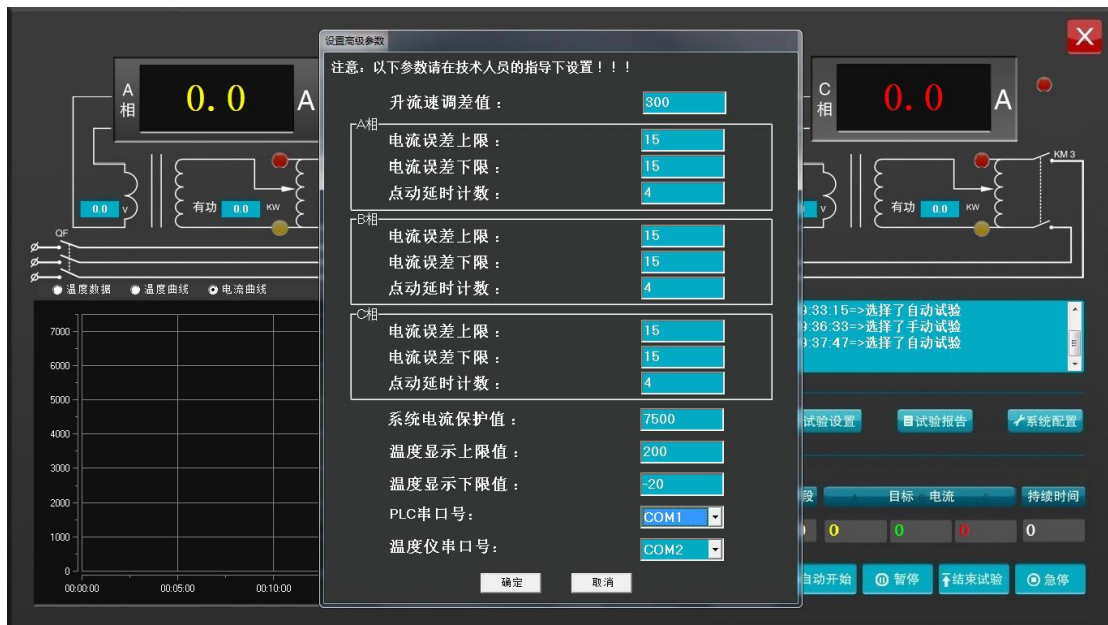 设置高级参数
注意：以下参数请在技术人员的指导下设置！！！
升流速调差值： 300
A相
电流误差上限： 15
电流误差下限： 15
点动延时计数： 4
B相
电流误差上限： 15
电流误差下限： 15
点动延时计数： 4
C相
电流误差上限： 15
电流误差下限： 15
点动延时计数： 4
系统电流保护值： 7500
温度显示上限值： 200
温度显示下限值： -20
PLC串口号： COM1
温度仪串口号： COM2
确定 取消
A相 0.0 A
C相 0.0 A
KM3
0.0 V 有功 0.0 KW
V 有功 0.0 KW
QF
温度数据 温度曲线 电流曲线
7000
6000
5000
4000
3000
2000
1000
0
00:00:00 00:05:00 00:10:00
:33:15=>选择了自动试验
:36:33=>选择了手动试验
:37:47=>选择了自动试验
试验设置 试验报告 系统配置
段 A 目标 电流 C 持续时间
0 0 0 0
自动开始 暂停 结束试验 急停